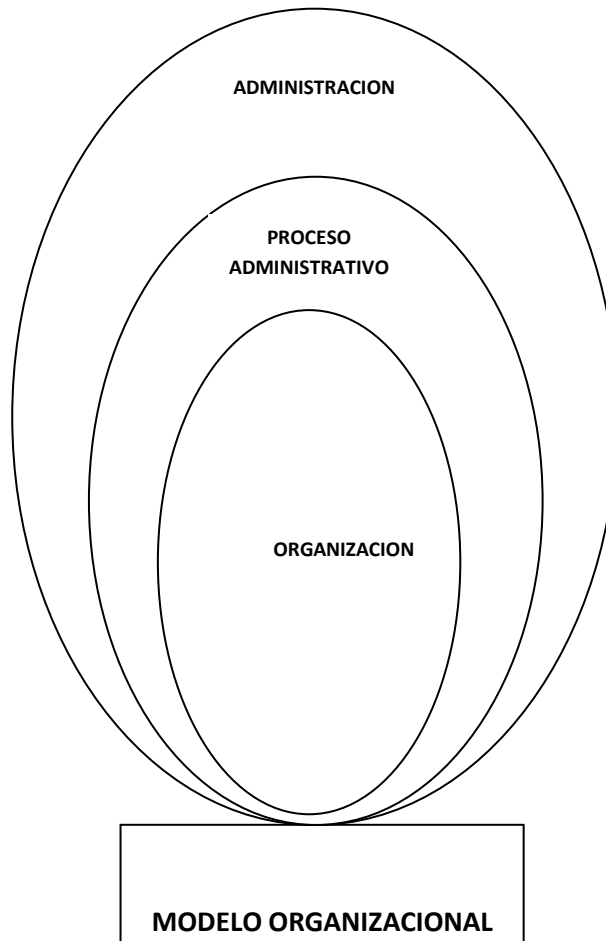 ADMINISTRACION
PROCESO
ADMINISTRATIVO
ORGANIZACION
MODELO ORGANIZACIONAL